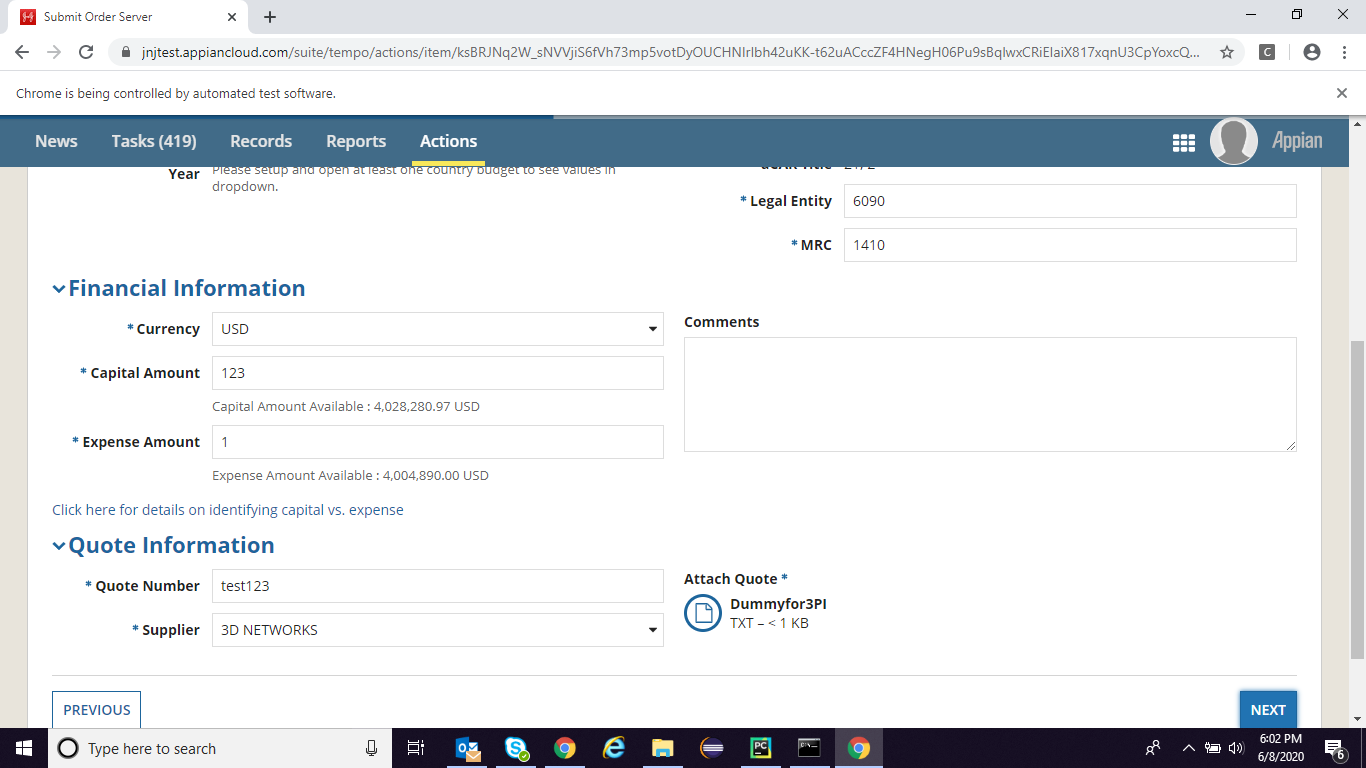 Submit Order Server
jnjtest.appiancloud.com/suite/tempo/actions/item/ksBRJNq2W_sNVVjiS6fVh73mp5votDyOUCHNIrIbh42uKK-t62uACccZF4HNegH06Pu9sBqlwxCRiElaiX817xqnU3CpYoxcQ...
C
Chrome is being controlled by automated test software.
News Tasks (419) Records Reports Actions Appian
Year
Please setup and open at least one country budget to see values in
dropdown.
* Legal Entity 6090
* MRC 1410
Financial Information
* Currency USD
Comments
* Capital Amount 123
Capital Amount Available : 4,028,280.97 USD
* Expense Amount 1
Expense Amount Available : 4,004,890.00 USD
Click here for details on identifying capital vs. expense
Quote Information
* Quote Number test123
Attach Quote *
Dummyfor3PI
TXT – < 1 KB
* Supplier 3D NETWORKS
PREVIOUS
NEXT
Type here to search
PC
6:02 PM
6/8/2020
6